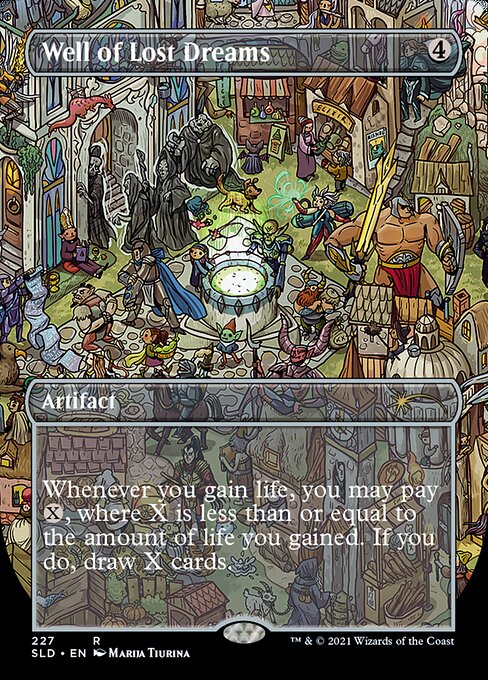 Well of Lost Dreams 4
ELIXIR
Artifact
Whenever you gain life, you may pay
X, where X is less than or equal to
the amount of life you gained. If you
do, draw X cards.
227 R
SLD • EN Marija Tiurina
™ & © 2021 Wizards of the Coast